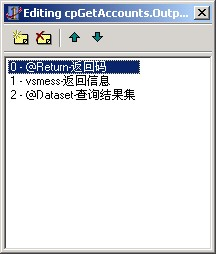 Editing cpGetAccounts.Outp...
0 - @Return-返回码
1 - vsmess-返回信息
2 - @Dataset-查询结果集